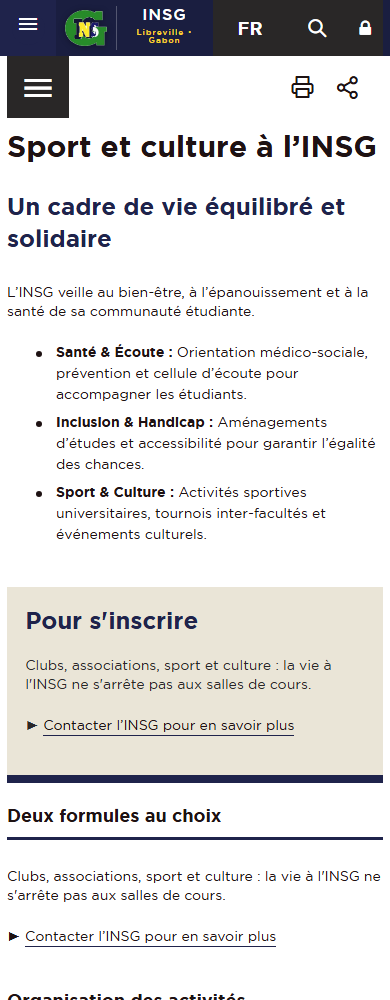 INSG
Libreville •
Gabon
FR
Sport et culture à l’INSG
Un cadre de vie équilibré et
solidaire
L’INSG veille au bien-être, à l’épanouissement et à la
santé de sa communauté étudiante.
Santé & Écoute : Orientation médico-sociale,
prévention et cellule d’écoute pour
accompagner les étudiants.
Inclusion & Handicap : Aménagements
d’études et accessibilité pour garantir l’égalité
des chances.
Sport & Culture : Activités sportives
universitaires, tournois inter-facultés et
événements culturels.
Pour s'inscrire
Clubs, associations, sport et culture : la vie à
l'INSG ne s'arrête pas aux salles de cours.
► Contacter l’INSG pour en savoir plus
Deux formules au choix
Clubs, associations, sport et culture : la vie à l'INSG ne
s'arrête pas aux salles de cours.
► Contacter l’INSG pour en savoir plus
Organisation des activités